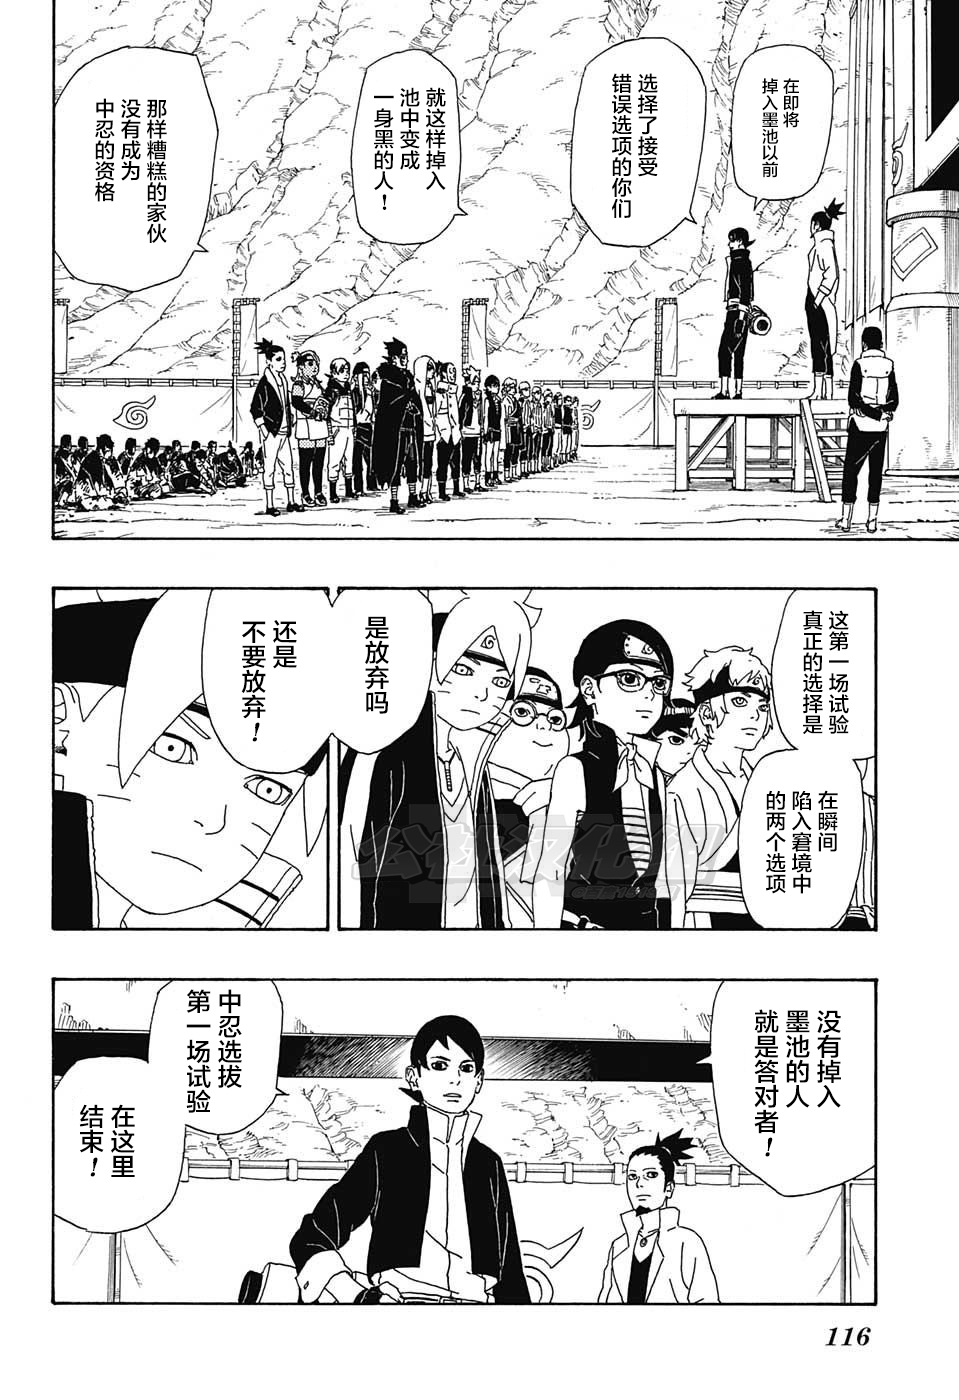 在即将
掉入墨池以前
选择了接受
错误选项的你们
就这样掉入
池中变成
一身黑的人！
那样糟糕的家伙
没有成为
中忍的资格
这第一场试验
真正的选择是
在瞬间
陷入窘境中
的两个选项
是放弃吗
还是
不要放弃！
没有掉入
墨池的人
就是答对者！
中忍选拔
第一场试验
在这里
结束！
116